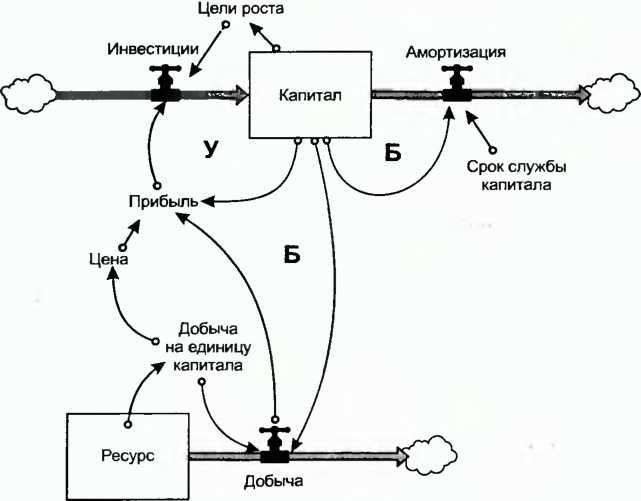 Цели роста
Инвестиции
Амортизация
Капитал
У
Б
Срок службы
капитала
Прибыль
Цена
Б
Добыча
на единицу
капитала
Ресурс
Добыча